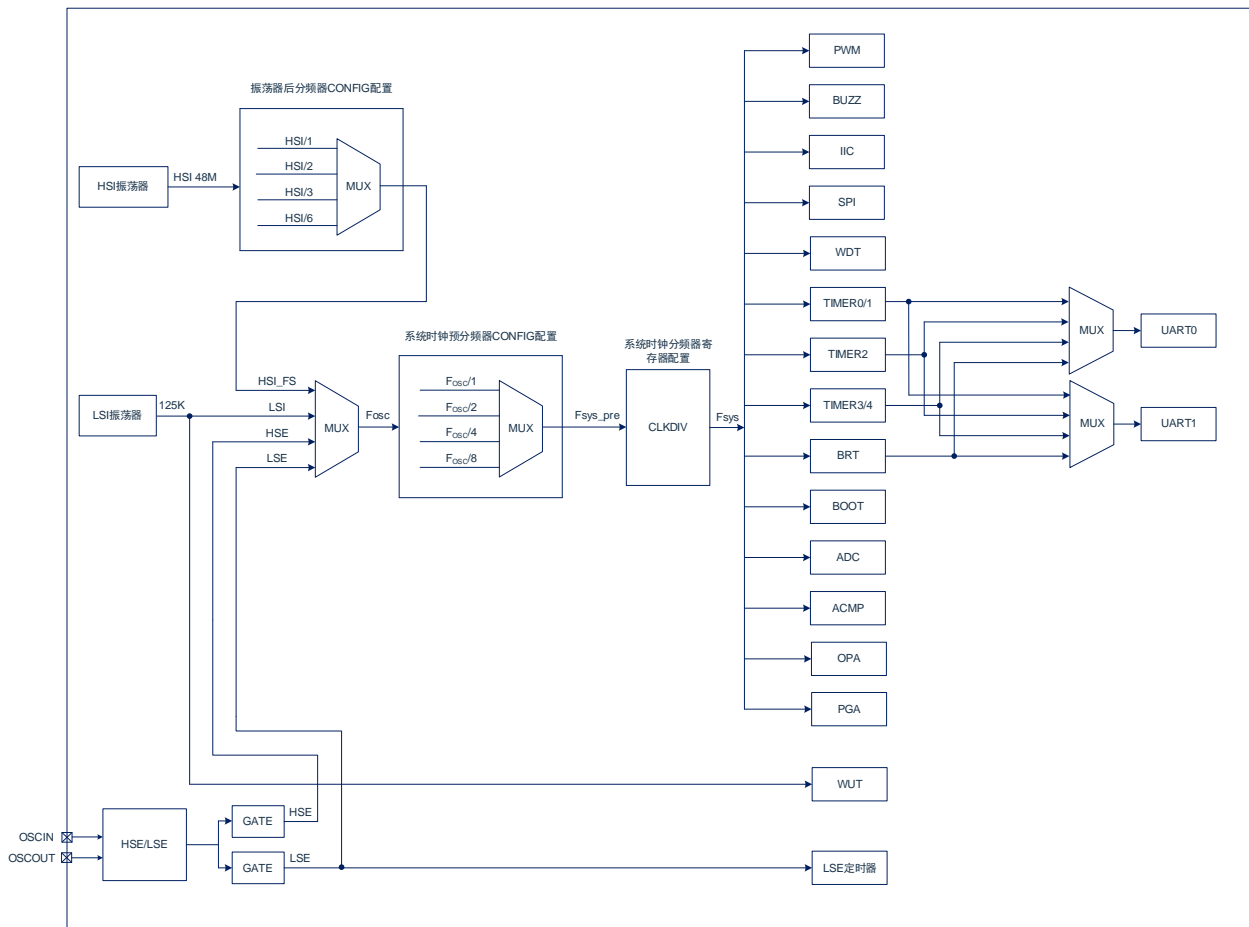 PWM
振荡器后分频器CONFIG配置
BUZZ
HSI/1
IIC
HSI/2
HSI振荡器
HSI 48M
MUX
HSI/3
SPI
HSI/6
WDT
TIMER0/1
MUX
UART0
系统时钟预分频器CONFIG配置
系统时钟分频器寄
存器配置
TIMER2
HSI_FS
Fosc/1
LSI振荡器
125K
LSI
Fosc/2
TIMER3/4
MUX
Fosc
MUX
Fsys_pre
CLKDIV
Fsys
MUX
UART1
HSE
Fosc/4
LSE
Fosc/8
BRT
BOOT
ADC
ACMP
OPA
PGA
WUT
HSE
GATE
OSCIN
HSE/LSE
OSCOUT
LSE
GATE
LSE定时器